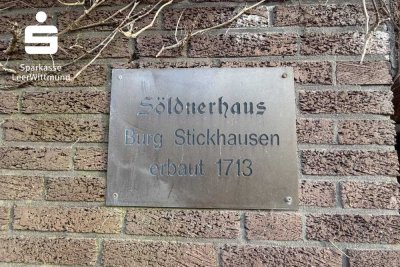 Sparkasse
LeerWittmund
Söldnerhaus
Burg Stickhausen
erbaut 1713